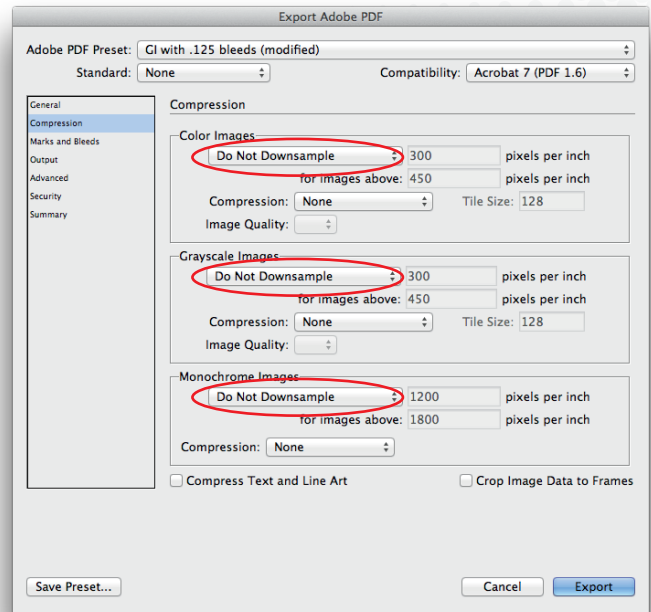 Export Adobe PDF
Adobe PDF Preset: GI with .125 bleeds (modified)
Standard: None Compatibility: Acrobat 7 (PDF 1.6)
General
Compression
Marks and Bleeds
Output
Advanced
Security
Summary
Compression
Color Images
Do Not Downsample 300 pixels per inch
for images above: 450 pixels per inch
Compression: None Tile Size: 128
Image Quality:
Grayscale Images
Do Not Downsample 300 pixels per inch
for images above: 450 pixels per inch
Compression: None Tile Size: 128
Image Quality:
Monochrome Images
Do Not Downsample 1200 pixels per inch
for images above: 1800 pixels per inch
Compression: None
Compress Text and Line Art Crop Image Data to Frames
Save Preset... Cancel Export